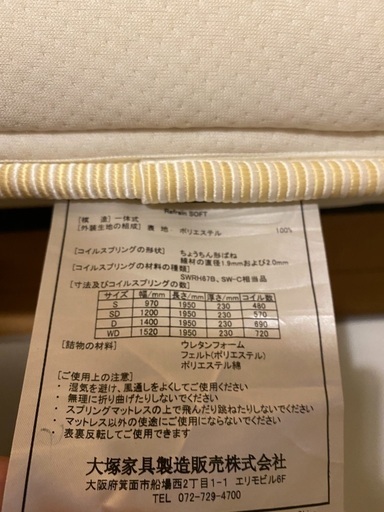 Refrain SOFT
[構 造] 一体式
[外装生地の組成] 表 地 ポリエステル 100%
[コイルスプリングの形状] ちょうちん形ばね
線材の直径1.9mmおよび2.0mm
[コイルスプリングの材料の種類]
SWRH67B、SW-C相当品
[寸法及びコイルスプリングの数]
サイズ 幅/mm 長さ/mm 厚さ/mm コイル数
S 970 1950 230 480
SD 1200 1950 230 570
D 1400 1950 230 690
WD 1520 1950 230 720
[詰物の材料] ウレタンフォーム
フェルト(ポリエステル)
ポリエステル綿
[ご使用上の注意]
・ 湿気を避け、風通しをよくしてご使用ください
・ 無理に折り曲げたりしないでください
・ スプリングマットレスの上で飛んだり跳ねたりしないでください
・ マットレス以外の使途にご使用にならないでください
・ 表裏反転してご使用できます
大塚家具製造販売株式会社
大阪府箕面市船場西2丁目1-1 エリモビル6F
TEL 072-729-4700